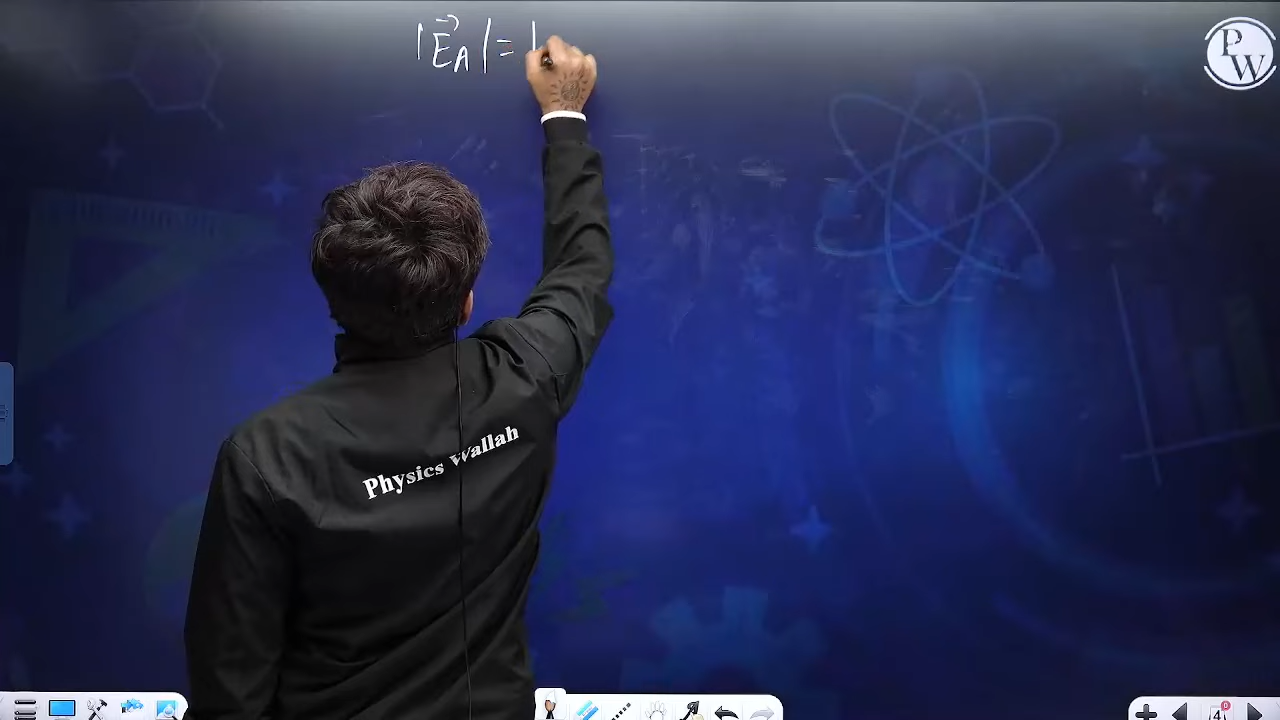 |E⃗A| = |
PW
Physics Wallah